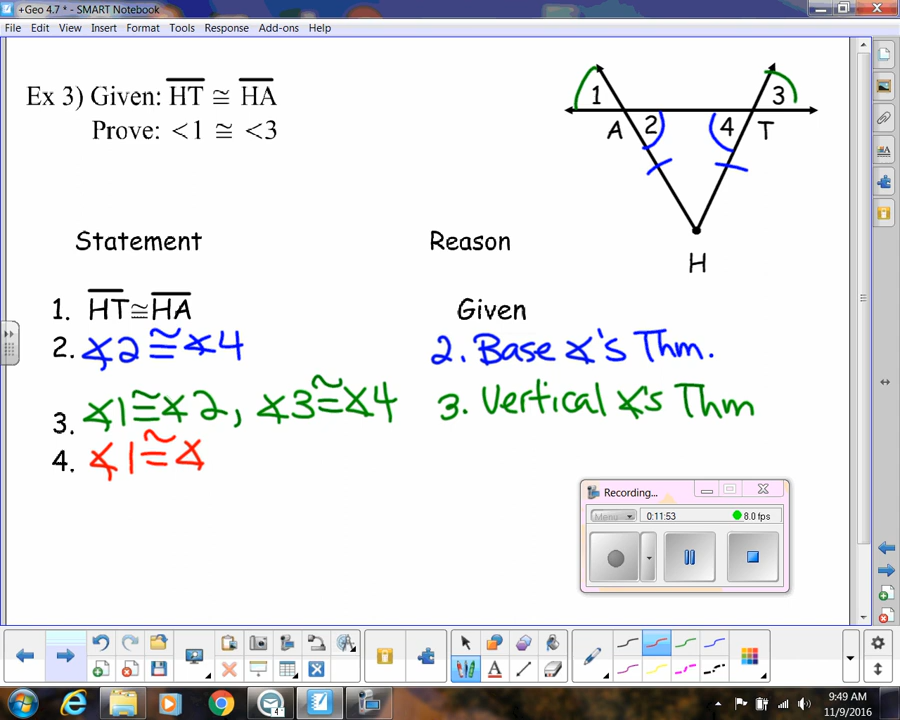 +Geo 4.7 * - SMART Notebook
File Edit View Insert Format Tools Response Add-ons Help
Ex 3) Given: HT ≅ HA
Prove: <1 ≅ <3
1 3
A 2 4 T
H
Statement Reason
1. HT≅HA Given
2. ∡2≅∡4 2. Base ∡'s Thm.
3. ∡1≅∡2, ∡3≅∡4 3. Vertical ∡'s Thm
4. ∡1≅∡
Recording...
Menu 0:11:53 8.0 fps
A
4
9:49 AM
11/9/2016